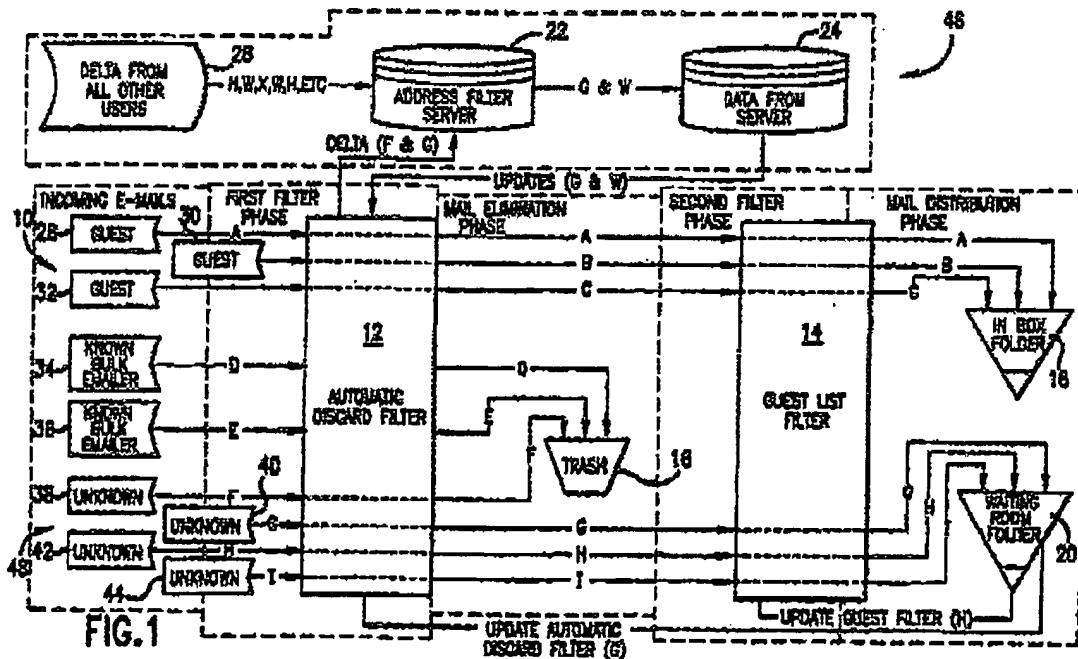 28
22
24
46
DELTA FROM
ALL OTHER
USERS
H,W,X,W,H,ETC
ADDRESS FILTER
SERVER
G & W
DATA FROM
SERVER
DELTA (F & G)
UPDATES (G & W)
INCOMING E-MAILS
FIRST FILTER
PHASE
MAIL ELIMINATION
PHASE
SECOND FILTER
PHASE
MAIL DISTRIBUTION
PHASE
10
30
28
GUEST
A
A
A
GUEST
B
B
32
GUEST
C
12
14
IN BOX
FOLDER
18
34
KNOWN
BULK
EMAILER
D
D
AUTOMATIC
DISCARD FILTER
GUEST LIST
FILTER
KNOWN
BULK
EMAILER
E
E
TRASH
16
40
UNKNOWN
F
F
UNKNOWN
G
G
H
WAITING
ROOM
FOLDER
20
48
42
UNKNOWN
H
H
44
UNKNOWN
I
I
I
UPDATE GUEST FILTER (H)
UPDATE AUTOMATIC
DISCARD FILTER (G)
FIG.1